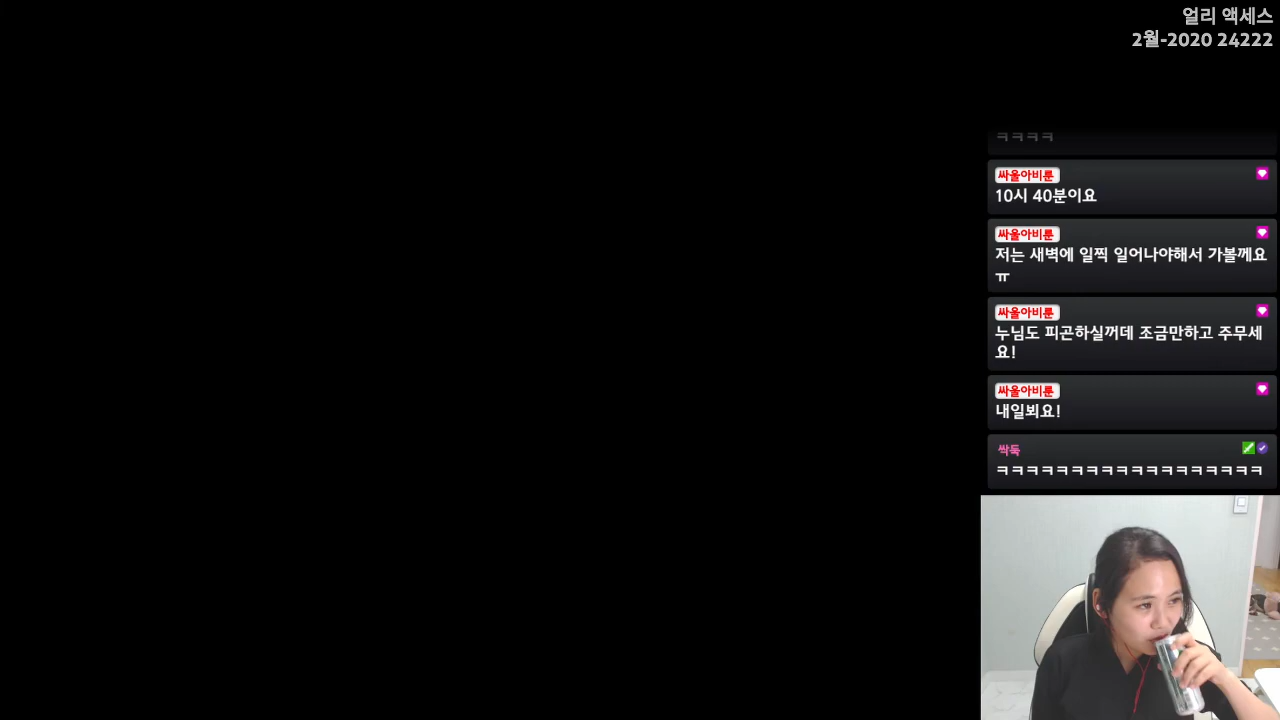 얼리 액세스
2월-2020 24222
ㅋㅋㅋㅋ
싸울아비룬
10시 40분이요
싸울아비룬
저는 새벽에 일찍 일어나야해서 가볼께요
ㅠ
싸울아비룬
누님도 피곤하실꺼데 조금만하고 주무세
요!
싸울아비룬
내일뵈요!
싹둑
ㅋㅋㅋㅋㅋㅋㅋㅋㅋㅋㅋㅋㅋㅋㅋㅋㅋㅋ